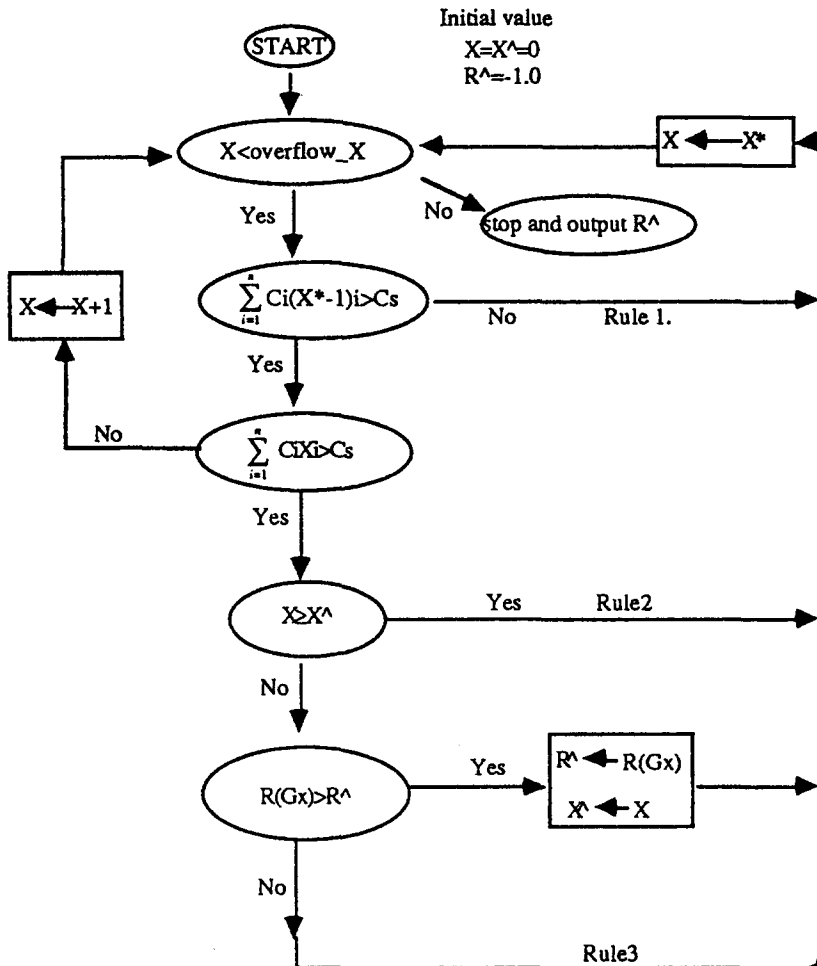 Initial value
X=X^=0
R^=-1.0
START
X<overflow_X
X ← X*
Yes
No
stop and output R^
X←X+1
n
∑ Ci(X*-1)i>Cs
i=1
No Rule 1.
Yes
No
n
∑ CiXi>Cs
i=1
Yes
X≥X^
Yes Rule2
No
R(Gx)>R^
Yes
R^ ← R(Gx)
X^ ← X
No
Rule3